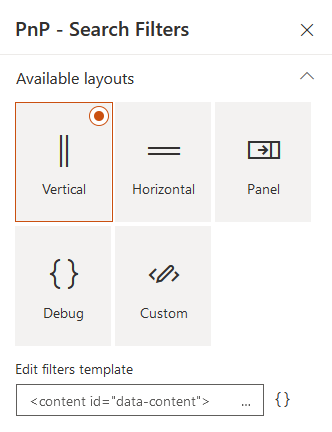 PnP - Search Filters
Available layouts
Vertical
Horizontal
Panel
{ }
Debug
Custom
Edit filters template
<content id="data-content"> ...
{}